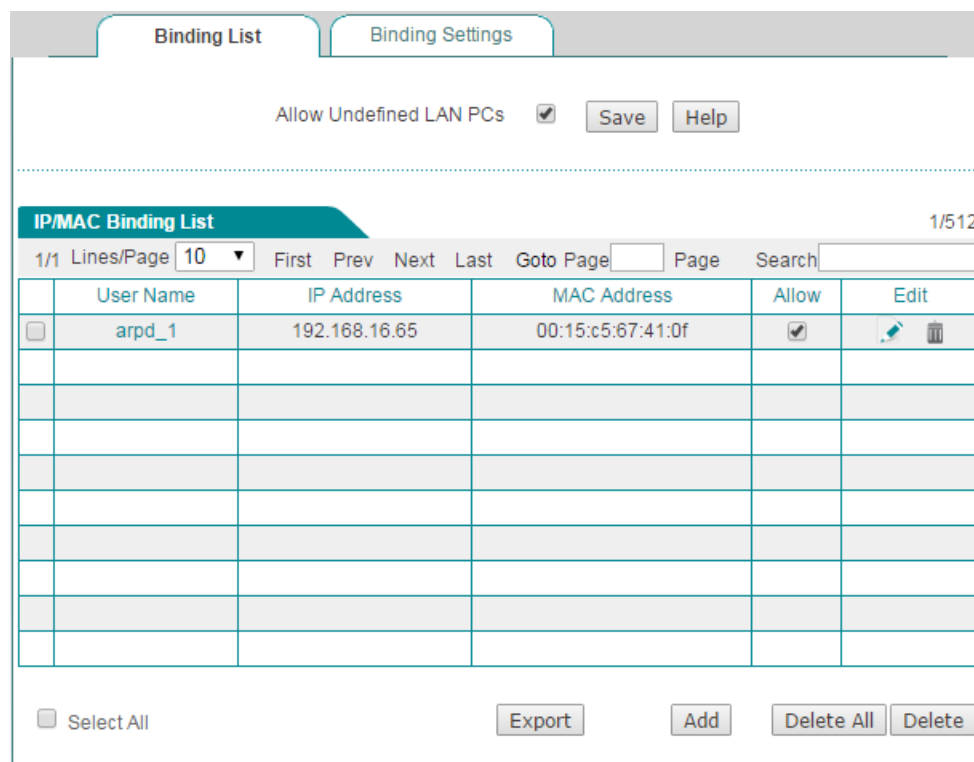 Binding List Binding Settings
Allow Undefined LAN PCs Save Help
IP/MAC Binding List 1/512
1/1 Lines/Page 10 First Prev Next Last Goto Page Page Search
User Name IP Address MAC Address Allow Edit
arpd_1 192.168.16.65 00:15:c5:67:41:0f
Select All Export Add Delete All Delete